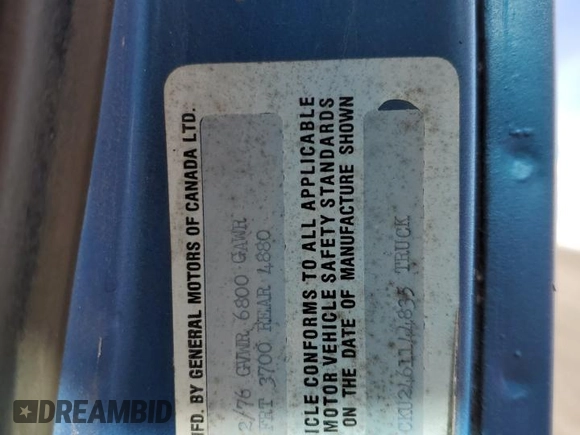 MFD. BY GENERAL MOTORS OF CANADA LTD.
2/76 GVWR 6800 GAWR
FRT 3700 REAR 4880
ICLE CONFORMS TO ALL APPLICABLE
MOTOR VEHICLE SAFETY STANDARDS
ON THE DATE OF MANUFACTURE SHOWN
TRUCK
DREAMBID